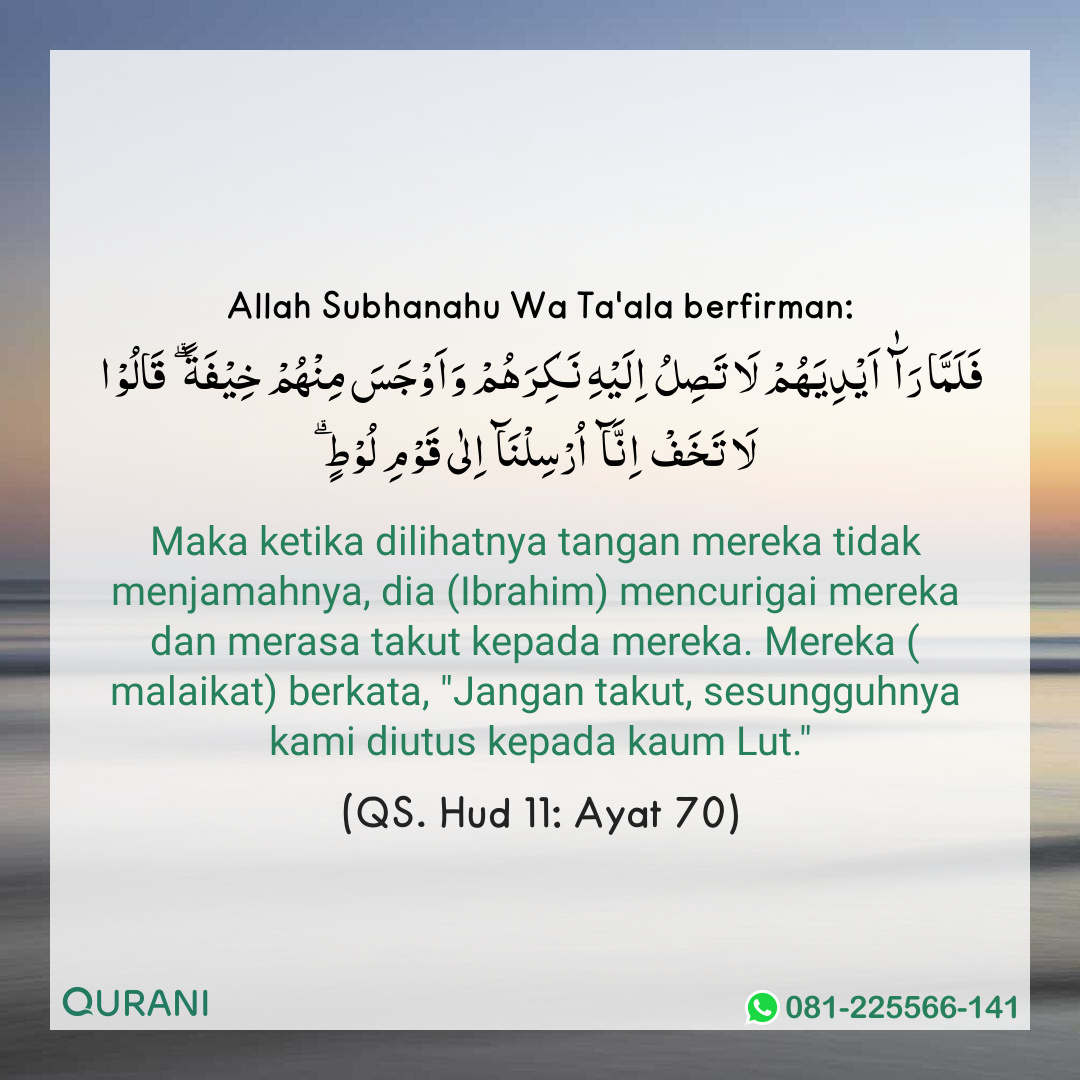 Allah Subhanahu Wa Ta'ala berfirman:
فَلَمَّا رَاٰۤ اَيْدِيَهُمْ لَا تَصِلُ اِلَيْهِ نَـكِرَهُمْ وَاَوْجَسَ مِنْهُمْ خِيْفَةً ۗ قَالُوْا
لَا تَخَفْ اِنَّاۤ اُرْسِلْنَاۤ اِلٰى قَوْمِ لُوْطٍ ۗ
Maka ketika dilihatnya tangan mereka tidak
menjamahnya, dia (Ibrahim) mencurigai mereka
dan merasa takut kepada mereka. Mereka (
malaikat) berkata, "Jangan takut, sesungguhnya
kami diutus kepada kaum Lut."
(QS. Hud 11: Ayat 70)
QURANI
081-225566-141